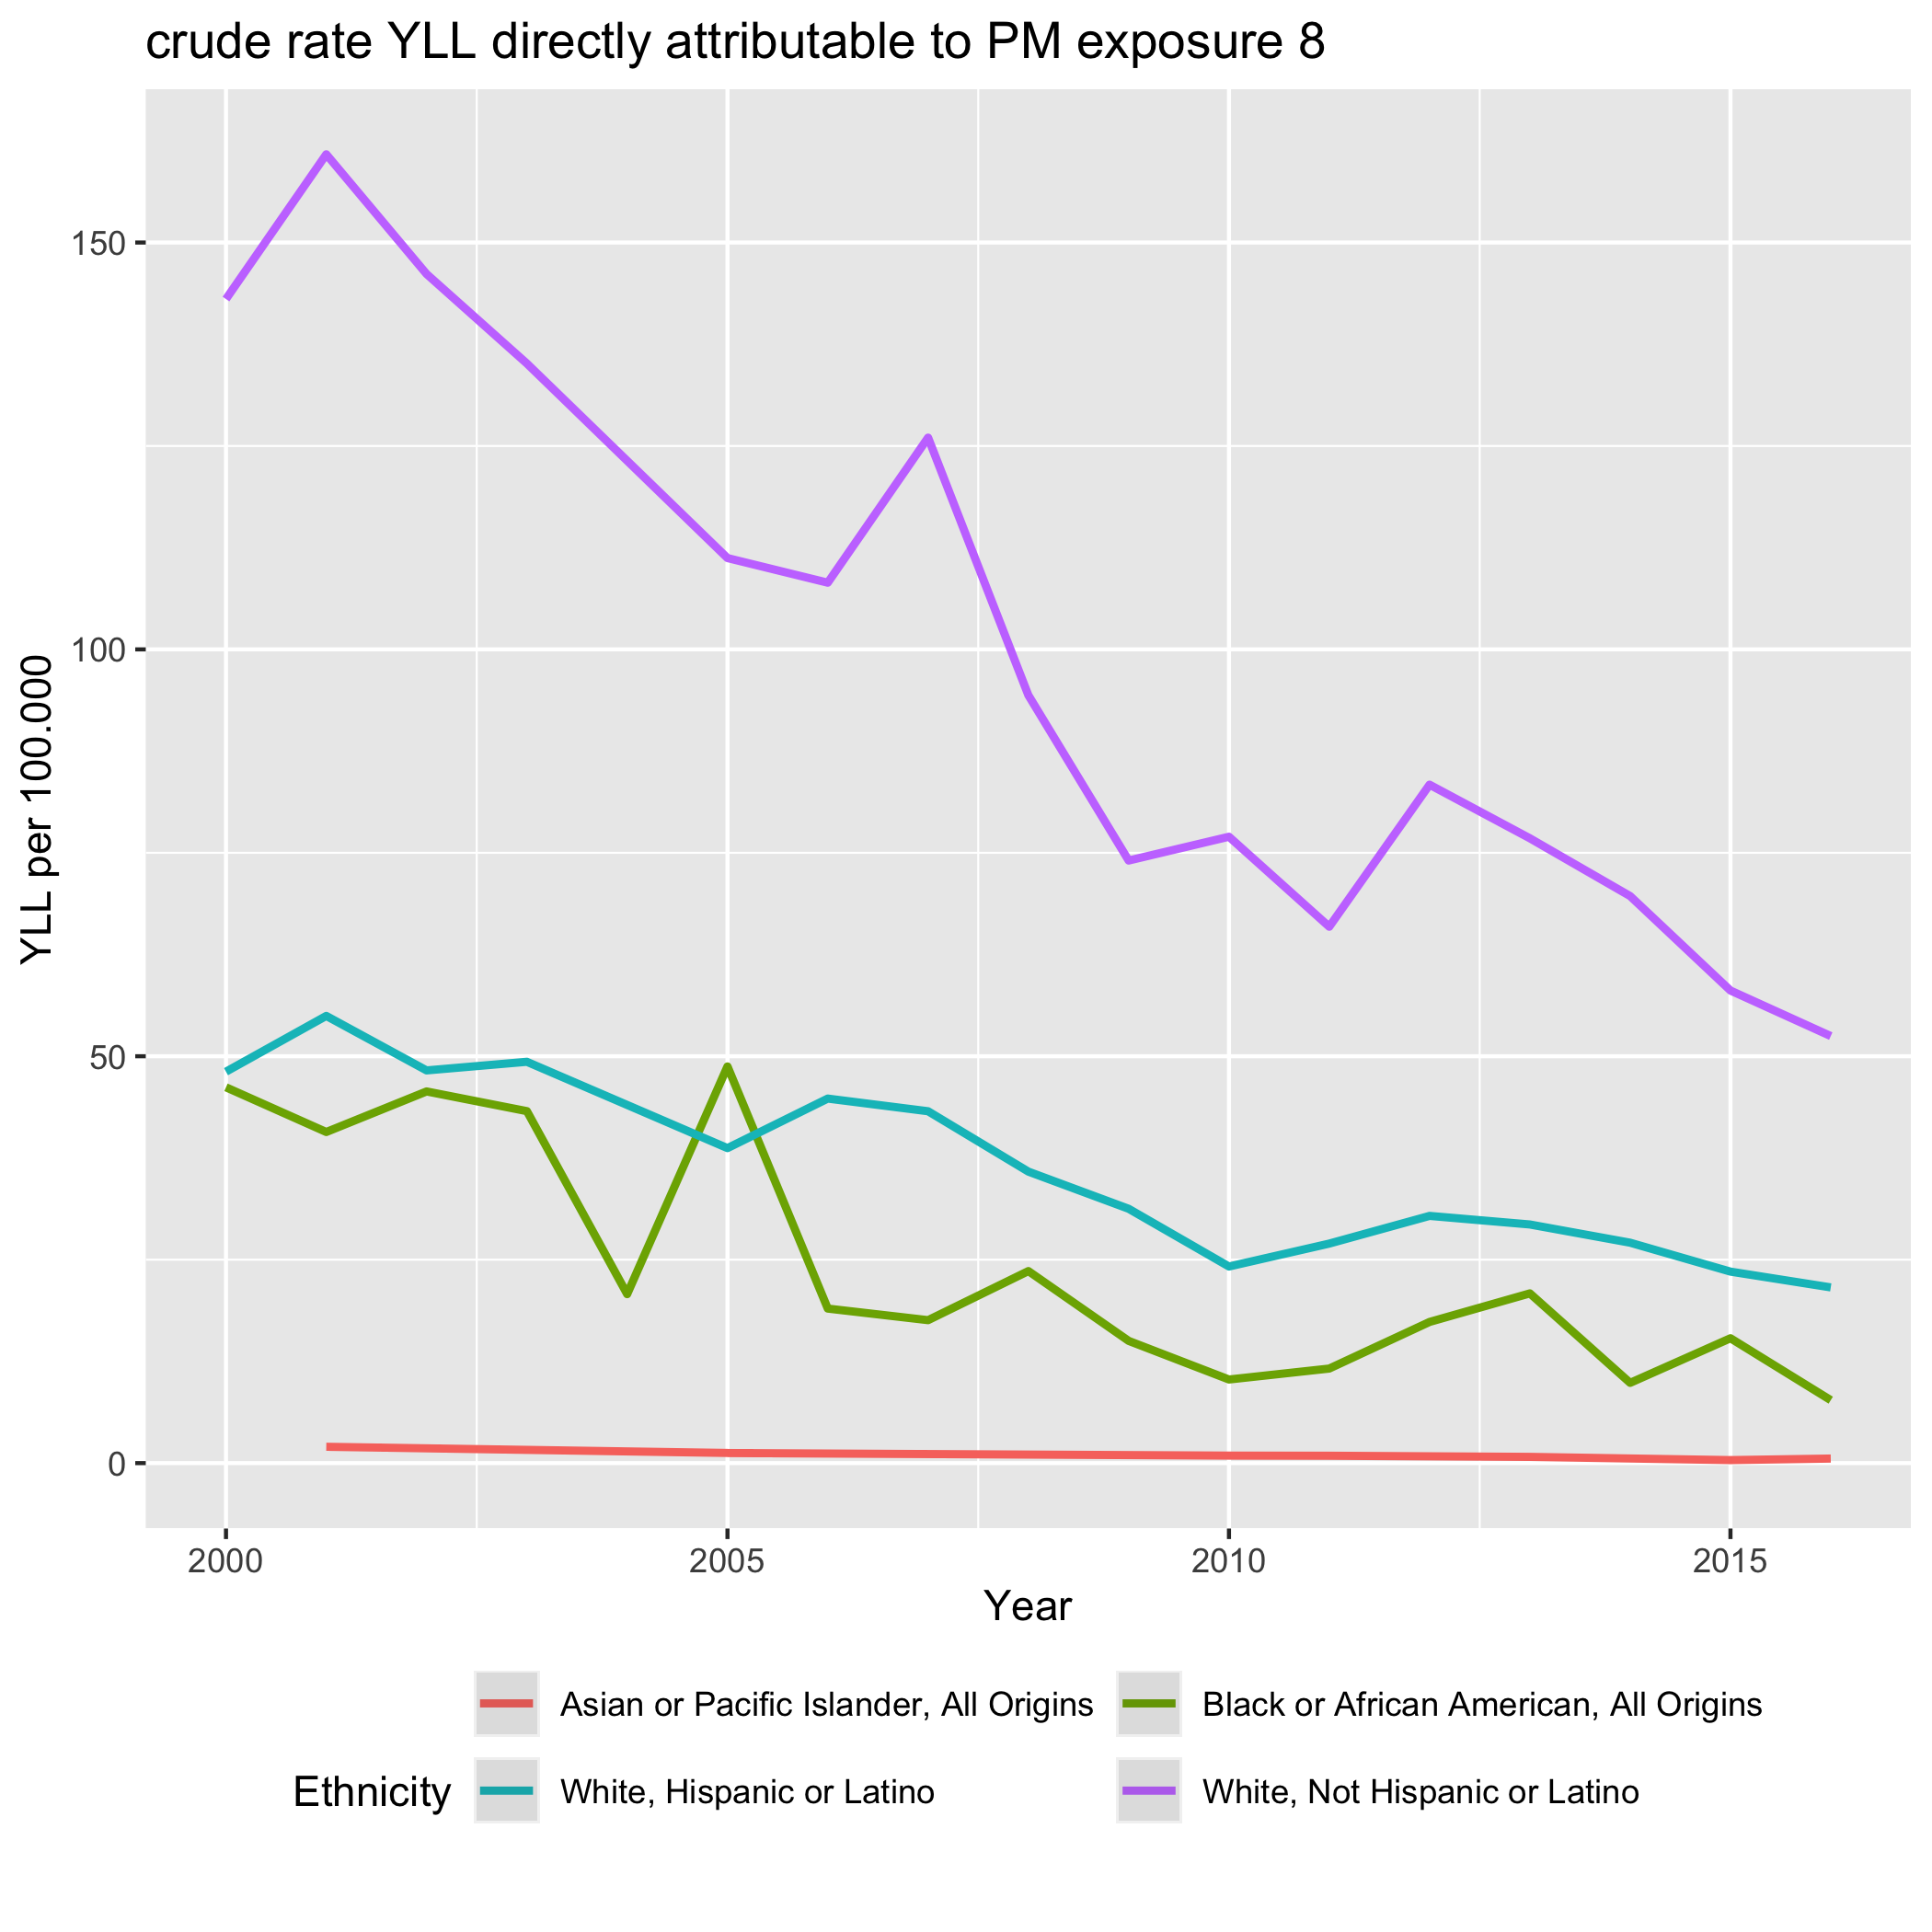 crude rate YLL directly attributable to PM exposure 8
YLL per 100.000
150
100
50
0
2000
2005
2010
2015
Year
Ethnicity
Asian or Pacific Islander, All Origins
Black or African American, All Origins
White, Hispanic or Latino
White, Not Hispanic or Latino